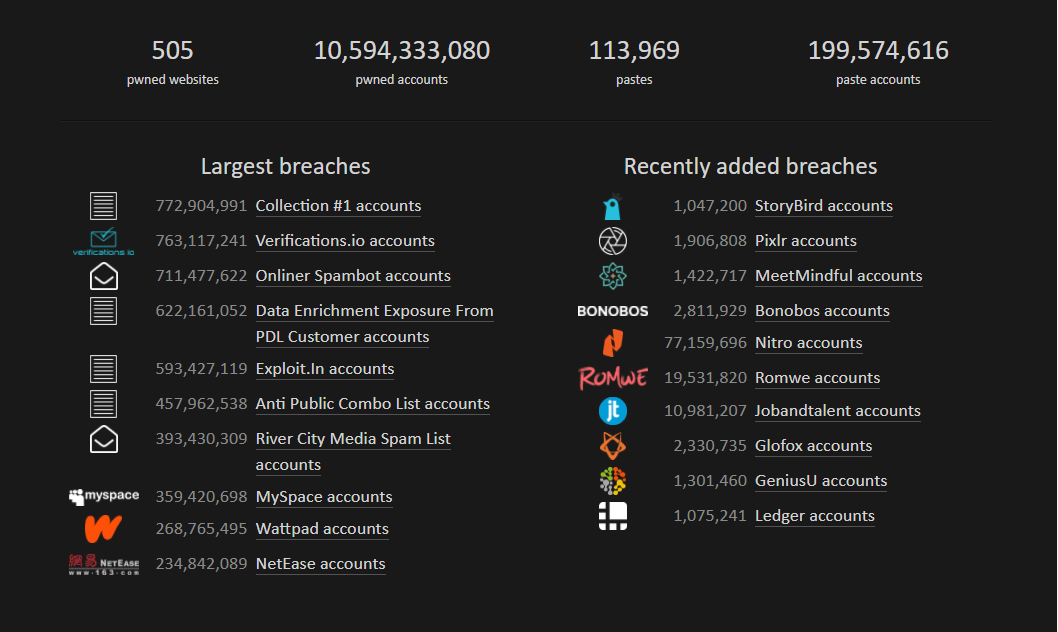 505
10,594,333,080
113,969
199,574,616
pwned websites
pwned accounts
pastes
paste accounts
Largest breaches
772,904,991 Collection #1 accounts
verifications io
763,117,241 Verifications.io accounts
711,477,622 Onliner Spambot accounts
622,161,052 Data Enrichment Exposure From
PDL Customer accounts
593,427,119 Exploit.In accounts
457,962,538 Anti Public Combo List accounts
393,430,309 River City Media Spam List
accounts
myspace 359,420,698 MySpace accounts
268,765,495 Wattpad accounts
網易 NETEASE 234,842,089 NetEase accounts
www.163.com
Recently added breaches
1,047,200 StoryBird accounts
1,906,808 Pixlr accounts
1,422,717 MeetMindful accounts
BONOBOS 2,811,929 Bonobos accounts
77,159,696 Nitro accounts
ROMWE 19,531,820 Romwe accounts
jt 10,981,207 Jobandtalent accounts
2,330,735 Glofox accounts
1,301,460 GeniusU accounts
1,075,241 Ledger accounts